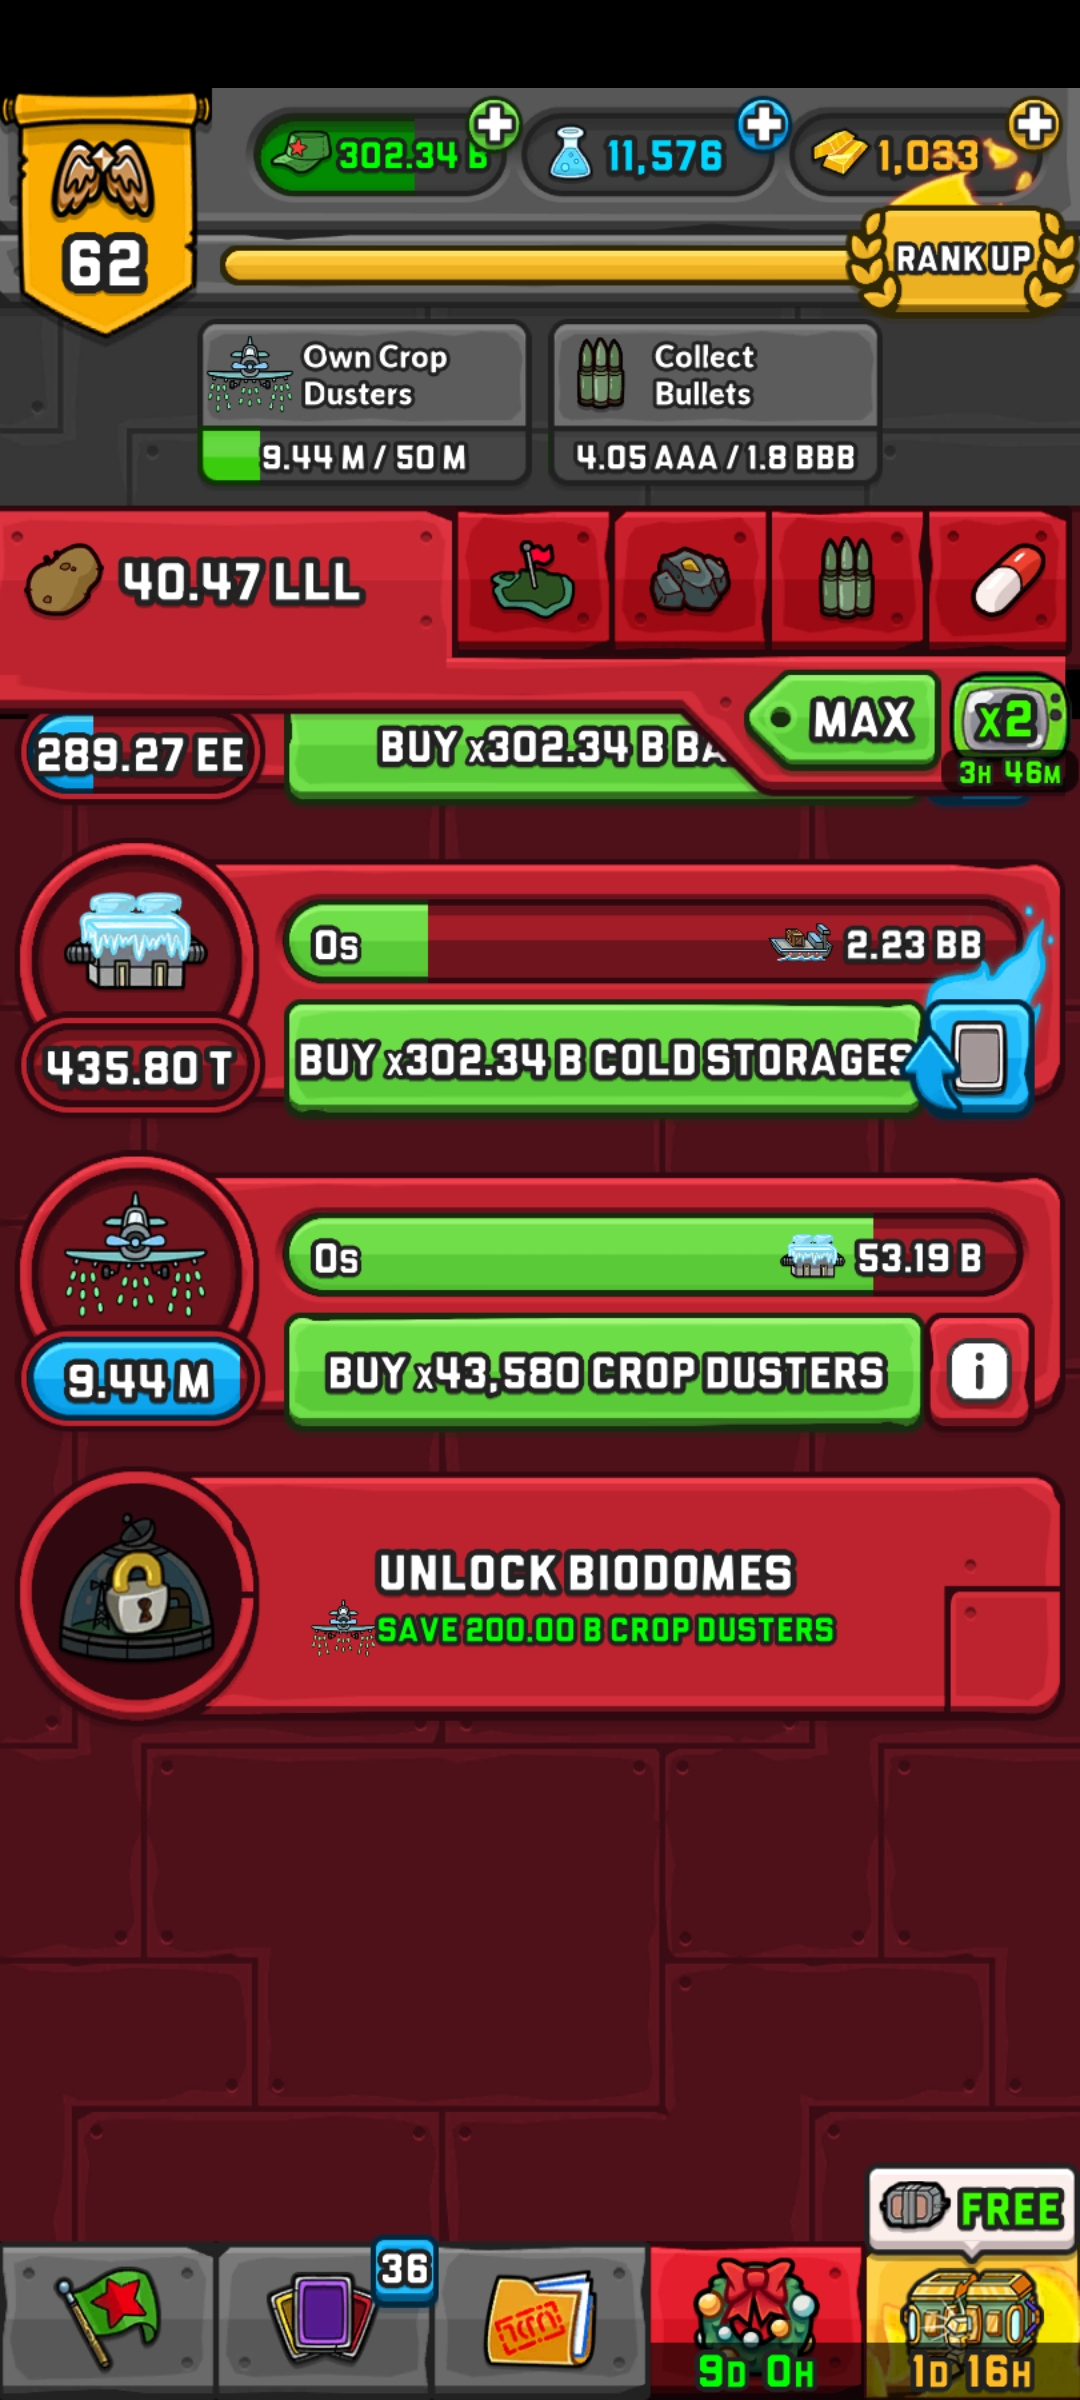 302.34 B
11,576
1,033
62
RANK UP
Own Crop
Dusters
Collect
Bullets
9.44 M / 50 M
4.05 AAA / 1.8 BBB
40.47 LLL
MAX
x2
3H 46M
289.27 EE
BUY x302.34 B BA
0s
2.23 BB
435.80 T
BUY x302.34 B COLD STORAGES
0s
53.19 B
9.44 M
BUY x43,580 CROP DUSTERS
i
UNLOCK BIODOMES
SAVE 200.00 B CROP DUSTERS
FREE
36
9D 0H
1D 16H